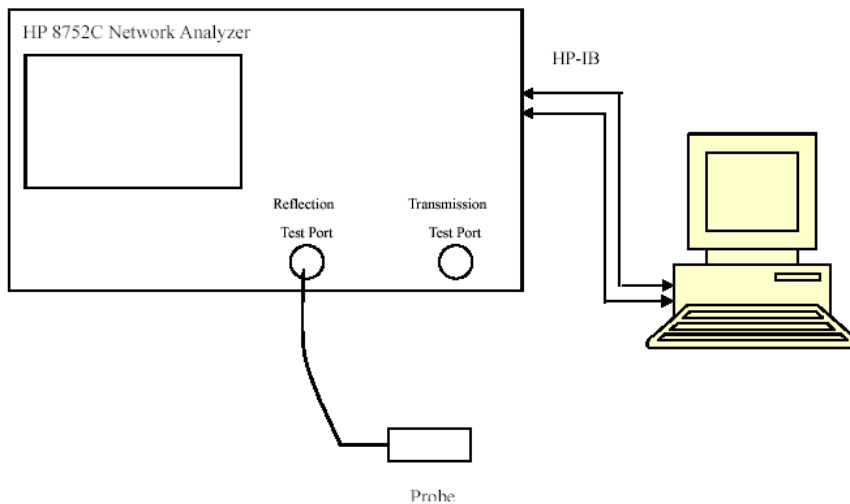 HP 8752C Network Analyzer
HP-IB
Reflection
Test Port
Transmission
Test Port
Probe